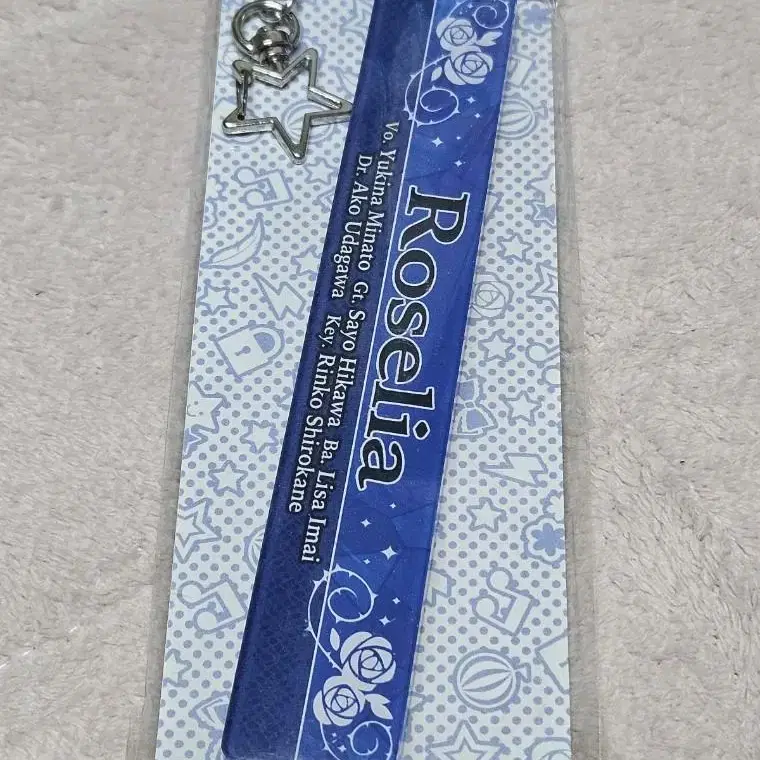 Roselia
Vo. Yukina Minato Gt. Sayo Hikawa Ba. Lisa Imai
Dr. Ako Udagawa Key. Rinko Shirokane